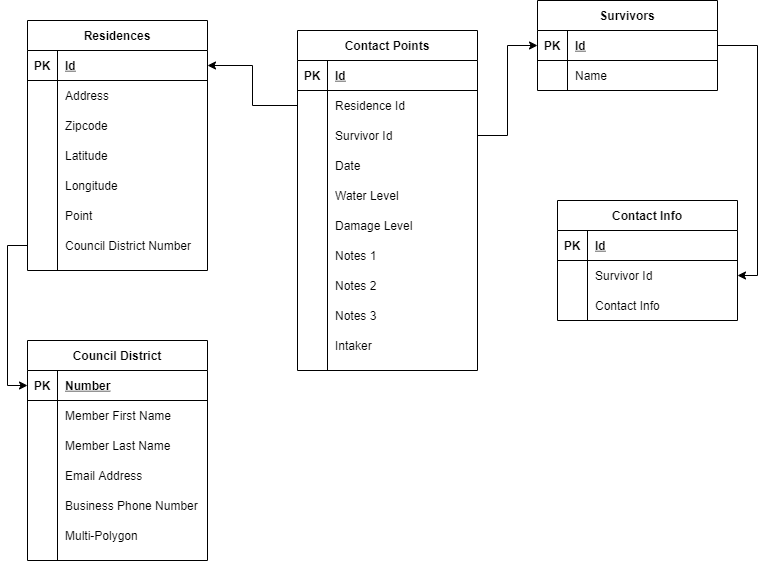 Residences
PK Id
Address
Zipcode
Latitude
Longitude
Point
Council District Number
Contact Points
PK Id
Residence Id
Survivor Id
Date
Water Level
Damage Level
Notes 1
Notes 2
Notes 3
Intaker
Survivors
PK Id
Name
Contact Info
PK Id
Survivor Id
Contact Info
Council District
PK Number
Member First Name
Member Last Name
Email Address
Business Phone Number
Multi-Polygon